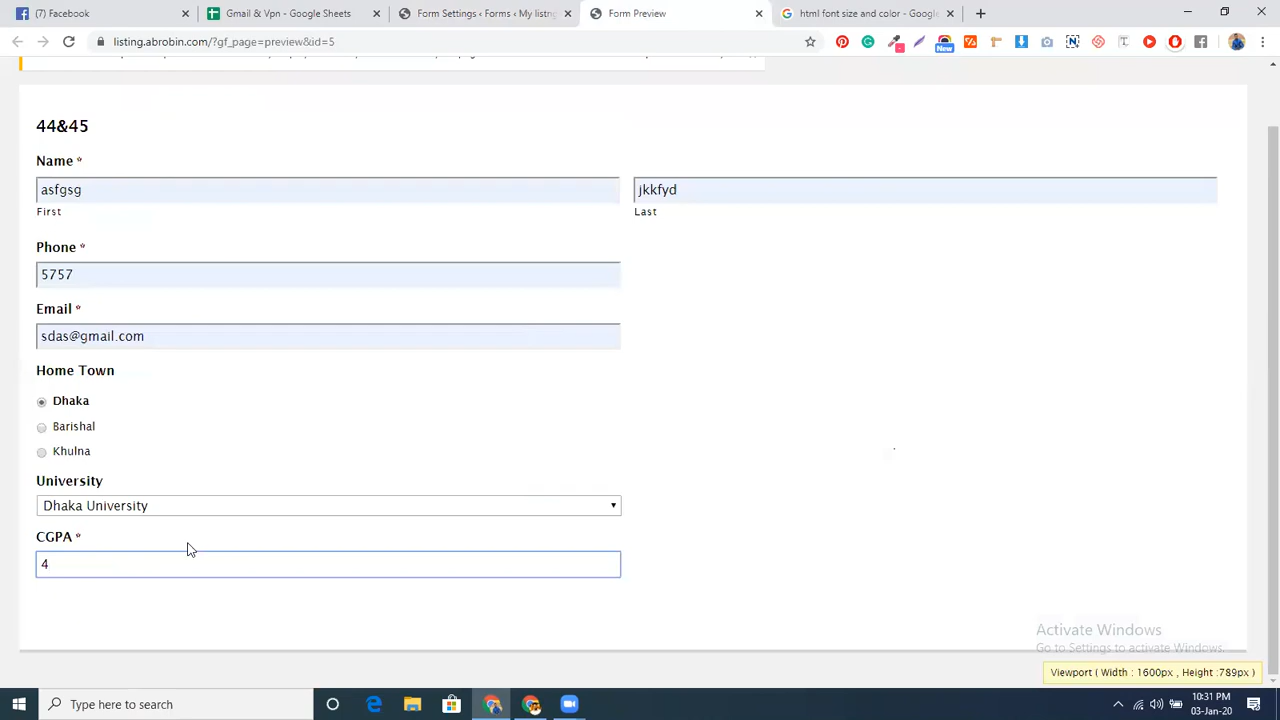 (7) Facebook
Gmail & Vpn - Google Sheets
Form Settings ‹ Forms ‹ My listng
Form Preview
html font size and color - Google
listing.abrobin.com/?gf_page=preview&id=5
New
44&45
Name *
asfgsg
jkkfyd
First
Last
Phone *
5757
Email *
sdas@gmail.com
Home Town
Dhaka
Barishal
Khulna
University
Dhaka University
CGPA *
4
Activate Windows
Go to Settings to activate Windows.
Viewport ( Width : 1600px , Height :789px )
Type here to search
10:31 PM
03-Jan-20